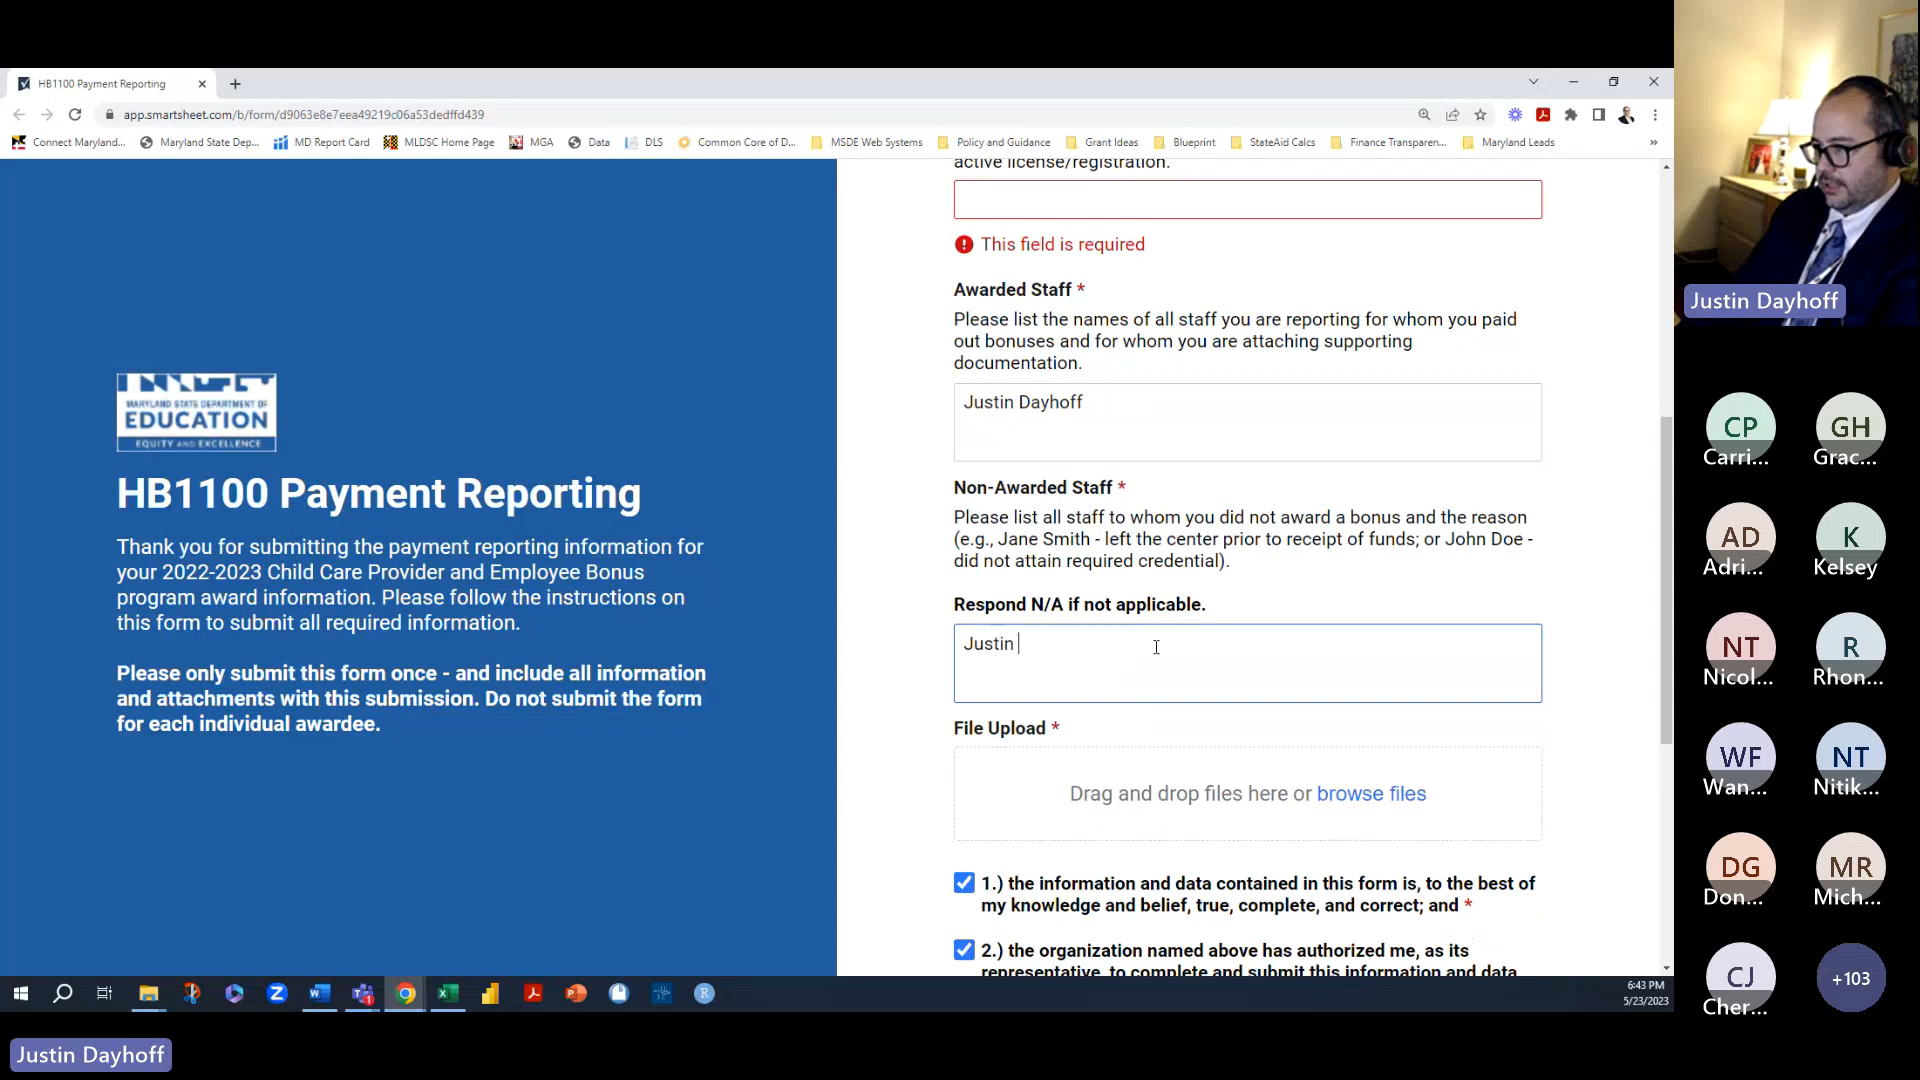 HB1100 Payment Reporting
app.smartsheet.com/b/form/d9063e8e7eea49219c06a53dedffd439
Connect Maryland...
Maryland State Dep...
MD Report Card
MLDSC Home Page
MGA
Data
DLS
Common Core of D...
MSDE Web Systems
Policy and Guidance
Grant Ideas
Blueprint
StateAid Calcs
Finance Transparen...
Maryland Leads
MARYLAND STATE DEPARTMENT OF
EDUCATION
EQUITY AND EXCELLENCE
HB1100 Payment Reporting
Thank you for submitting the payment reporting information for
your 2022-2023 Child Care Provider and Employee Bonus
program award information. Please follow the instructions on
this form to submit all required information.
Please only submit this form once - and include all information
and attachments with this submission. Do not submit the form
for each individual awardee.
active license/registration.
This field is required
Awarded Staff *
Please list the names of all staff you are reporting for whom you paid
out bonuses and for whom you are attaching supporting
documentation.
Justin Dayhoff
Non-Awarded Staff *
Please list all staff to whom you did not award a bonus and the reason
(e.g., Jane Smith - left the center prior to receipt of funds; or John Doe -
did not attain required credential).
Respond N/A if not applicable.
Justin
File Upload *
Drag and drop files here or browse files
1.) the information and data contained in this form is, to the best of
my knowledge and belief, true, complete, and correct; and *
2.) the organization named above has authorized me, as its
representative, to complete and submit this information and data
6:43 PM
5/23/2023
Justin Dayhoff
CP
Carri...
GH
Grac...
AD
Adri...
K
Kelsey
NT
Nicol...
R
Rhon...
WF
Wan...
NT
Nitik...
DG
Don...
MR
Mich...
CJ
Cher...
+103
Justin Dayhoff